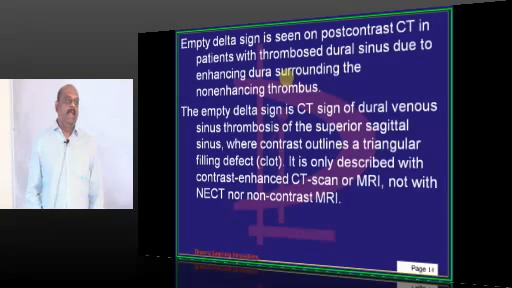 Empty delta sign is seen on postcontrast CT in
patients with thrombosed dural sinus due to
enhancing dura surrounding the
nonenhancing thrombus.
The empty delta sign is CT sign of dural venous
sinus thrombosis of the superior sagittal
sinus, where contrast outlines a triangular
filling defect (clot). It is only described with
contrast-enhanced CT-scan or MRI, not with
NECT nor non-contrast MRI.
Page 14